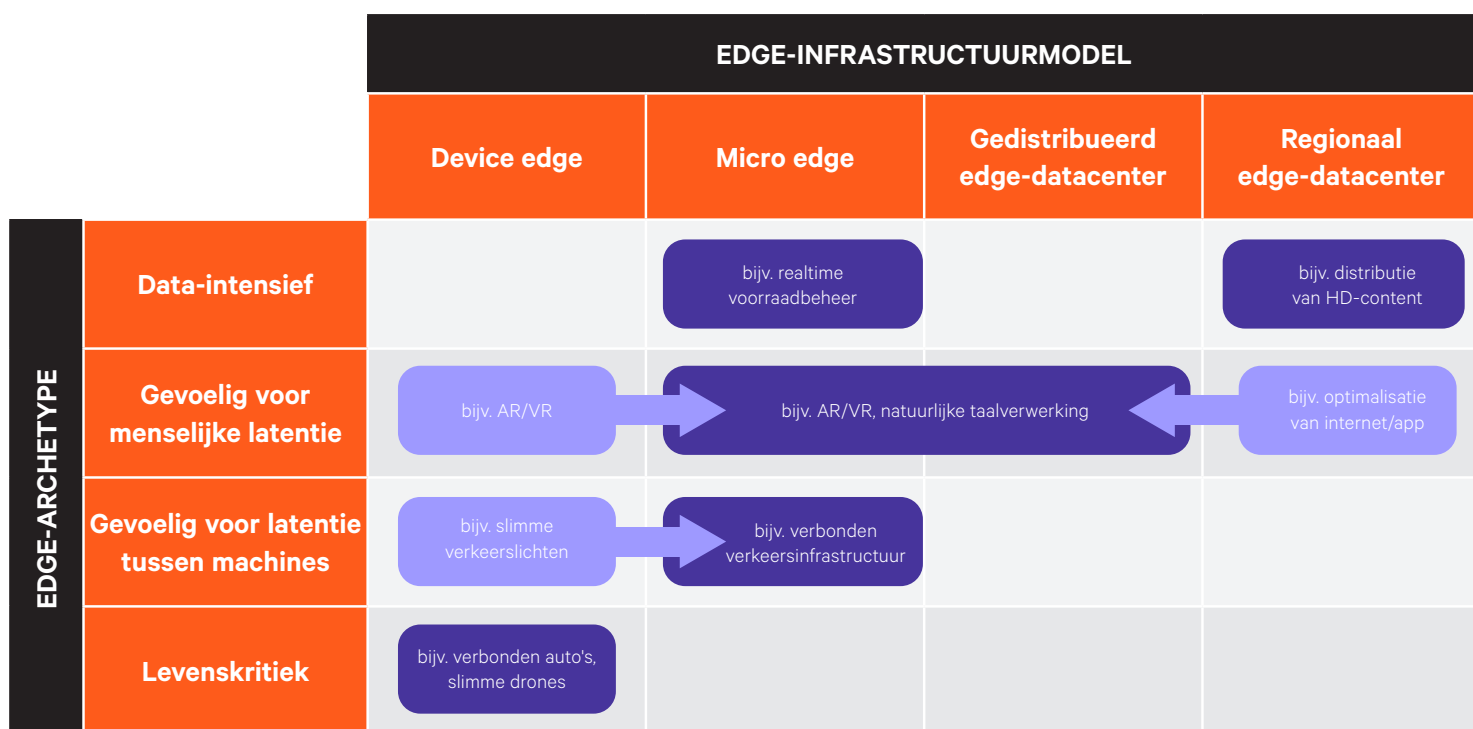 EDGE-INFRASTRUCTUURMODEL
Device edge
Micro edge
Gedistribueerd
edge-datacenter
Regionaal
edge-datacenter
EDGE-ARCHETYPE
Data-intensief
bijv. realtime
voorraadbeheer
bijv. distributie
van HD-content
Gevoelig voor
menselijke latentie
bijv. AR/VR
bijv. AR/VR, natuurlijke taalverwerking
bijv. optimalisatie
van internet/app
Gevoelig voor latentie
tussen machines
bijv. slimme
verkeerslichten
bijv. verbonden
verkeersinfrastructuur
Levenskritiek
bijv. verbonden auto's,
slimme drones